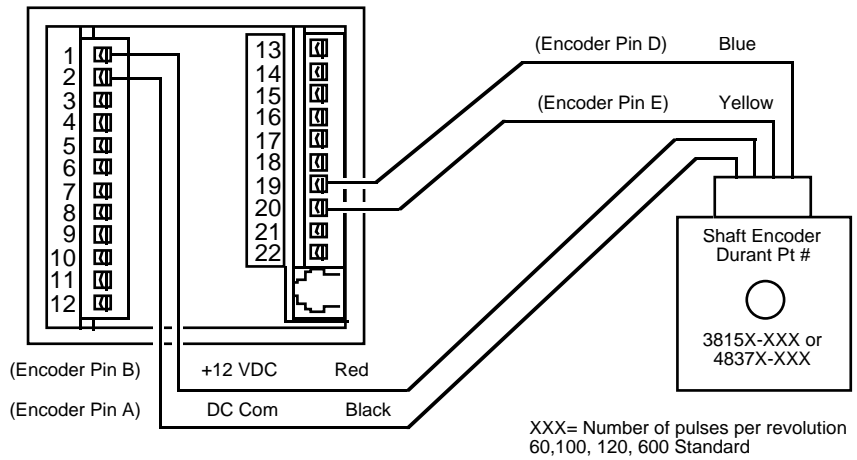 1
2
3
4
5
6
7
8
9
10
11
12
13
14
15
16
17
18
19
20
21
22
(Encoder Pin D) Blue
(Encoder Pin E) Yellow
Shaft Encoder
Durant Pt #
3815X-XXX or
4837X-XXX
(Encoder Pin B) +12 VDC Red
(Encoder Pin A) DC Com Black
XXX= Number of pulses per revolution
60,100, 120, 600 Standard